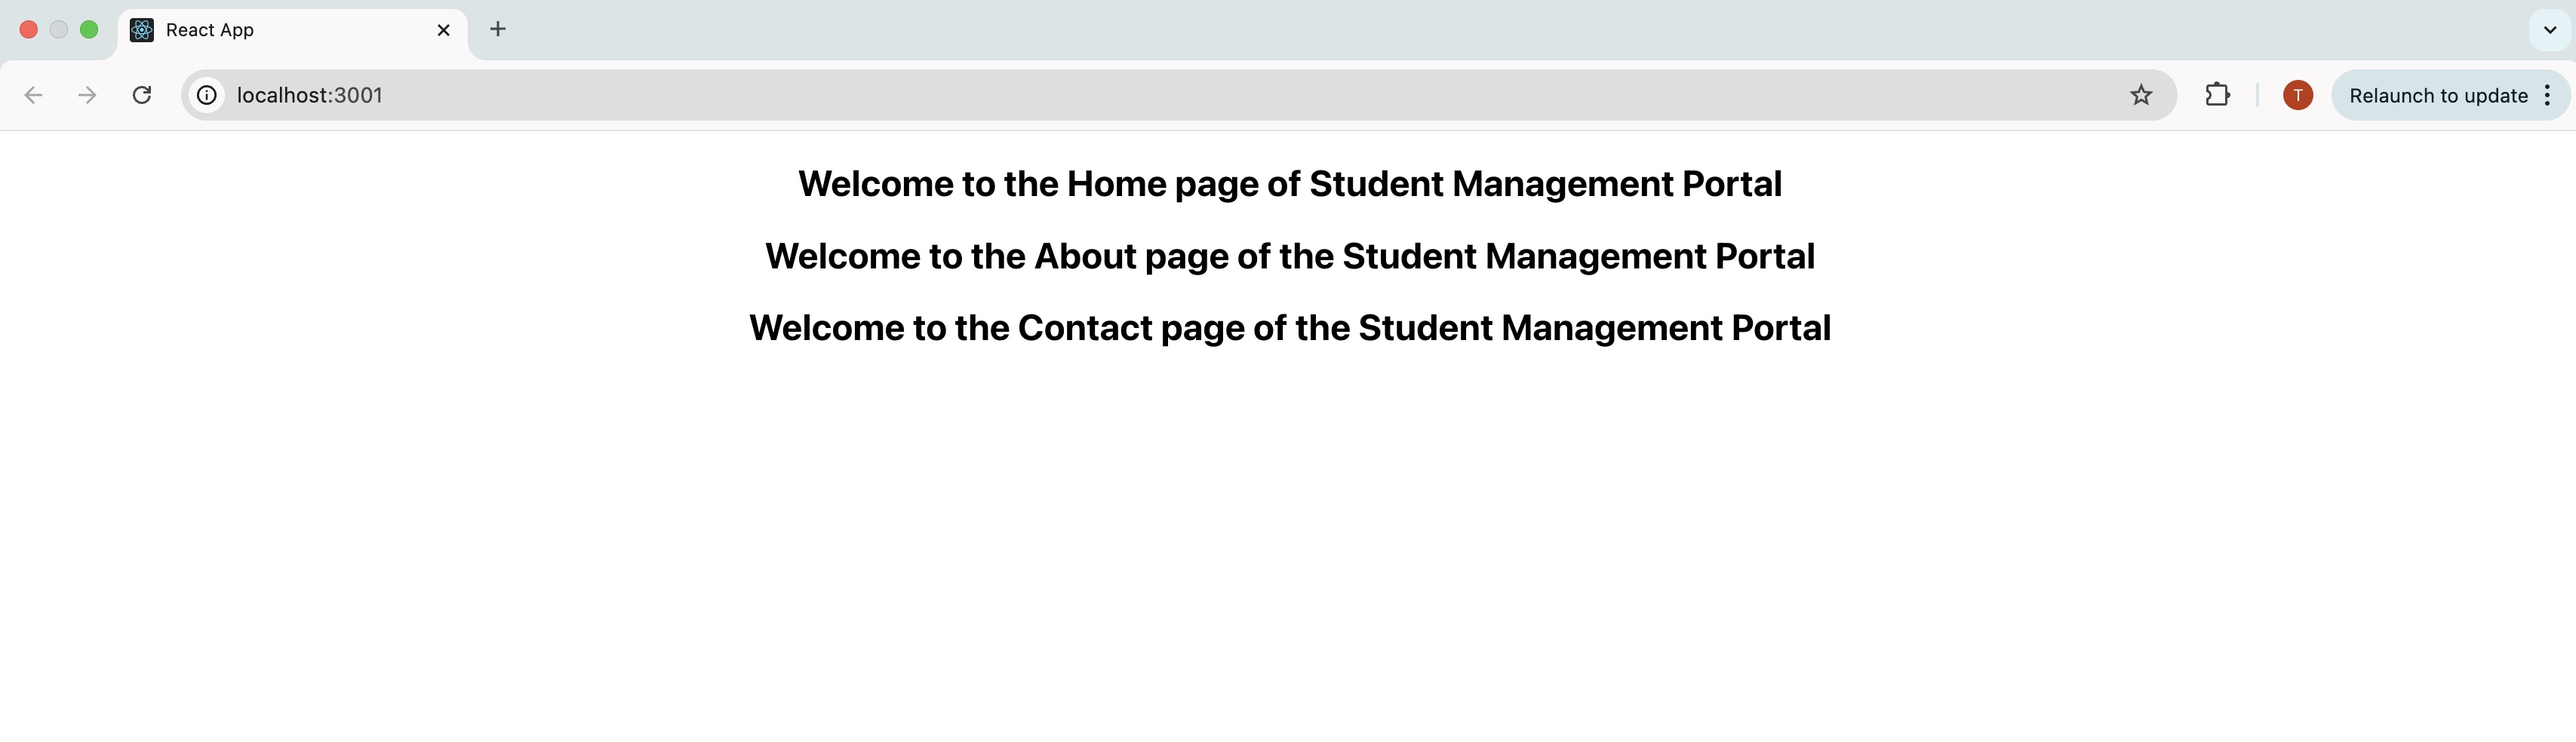 React App
localhost:3001
T
Relaunch to update
Welcome to the Home page of Student Management Portal
Welcome to the About page of the Student Management Portal
Welcome to the Contact page of the Student Management Portal